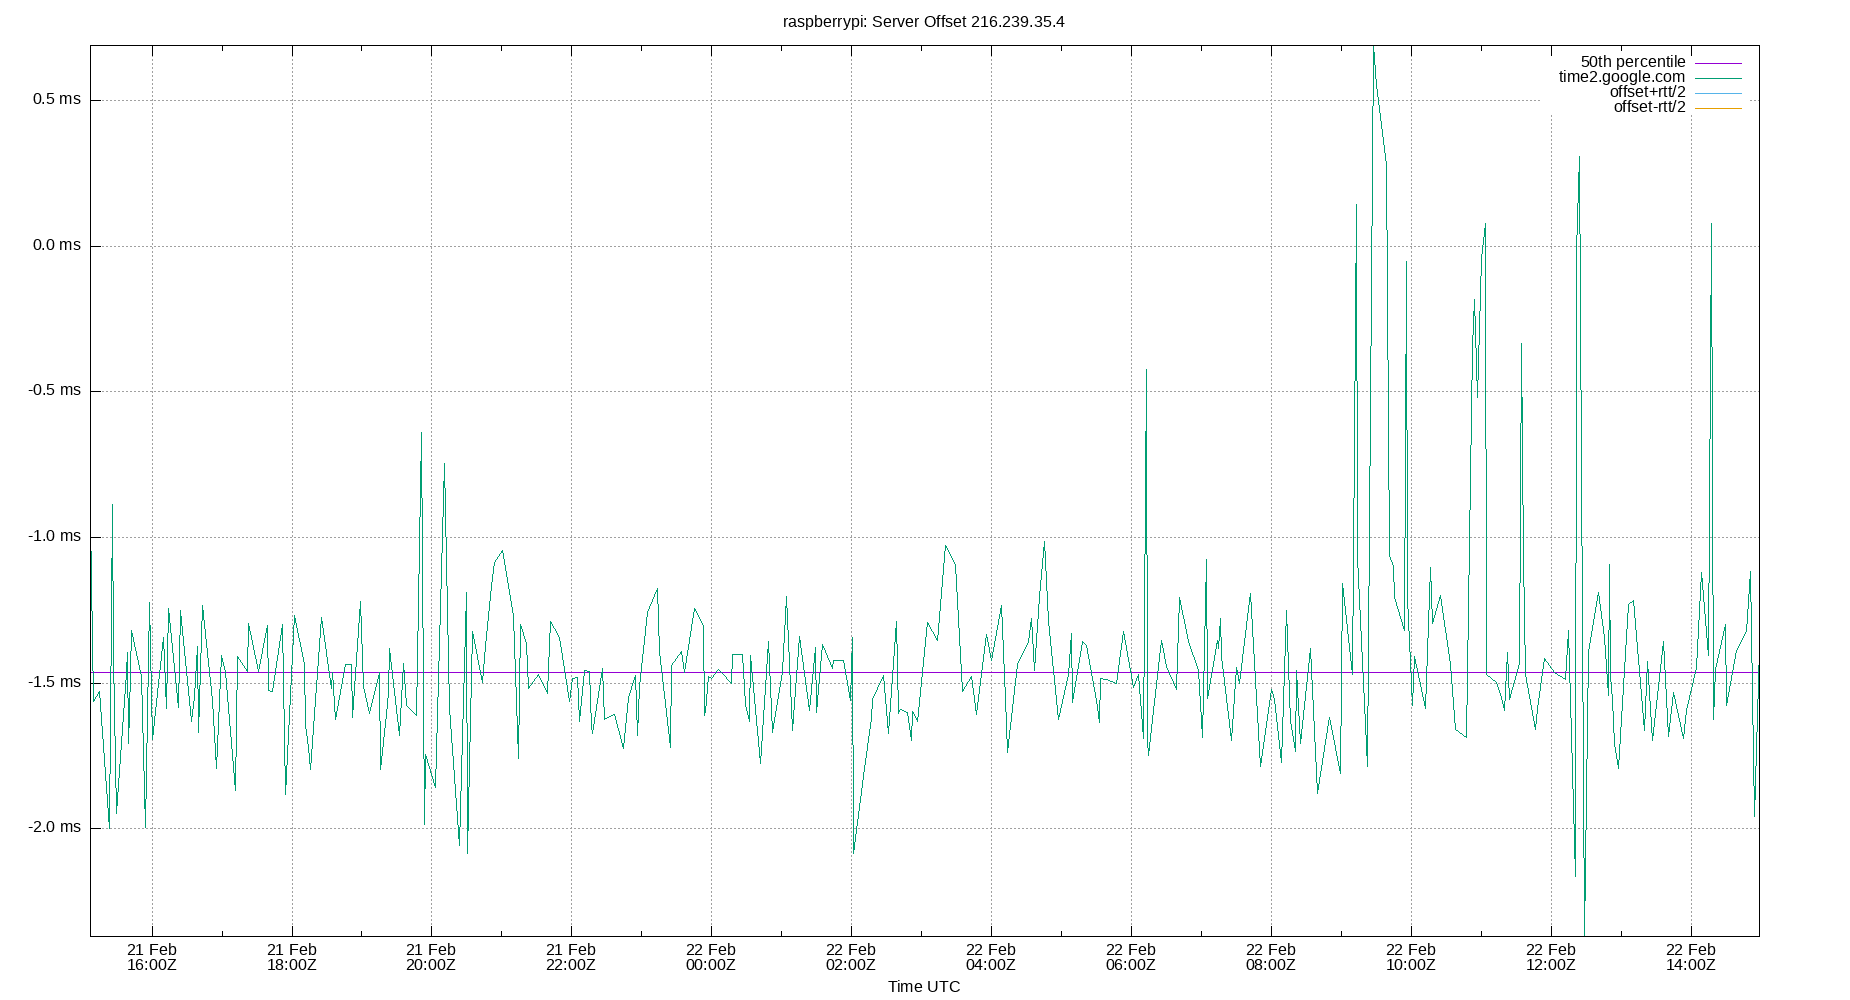 raspberrypi: Server Offset 216.239.35.4
50th percentile
time2.google.com
offset+rtt/2
offset-rtt/2
0.5 ms
0.0 ms
-0.5 ms
-1.0 ms
-1.5 ms
-2.0 ms
21 Feb 21 Feb 21 Feb 21 Feb 22 Feb 22 Feb 22 Feb 22 Feb 22 Feb 22 Feb 22 Feb 22 Feb
16:00Z 18:00Z 20:00Z 22:00Z 00:00Z 02:00Z 04:00Z 06:00Z 08:00Z 10:00Z 12:00Z 14:00Z
Time UTC